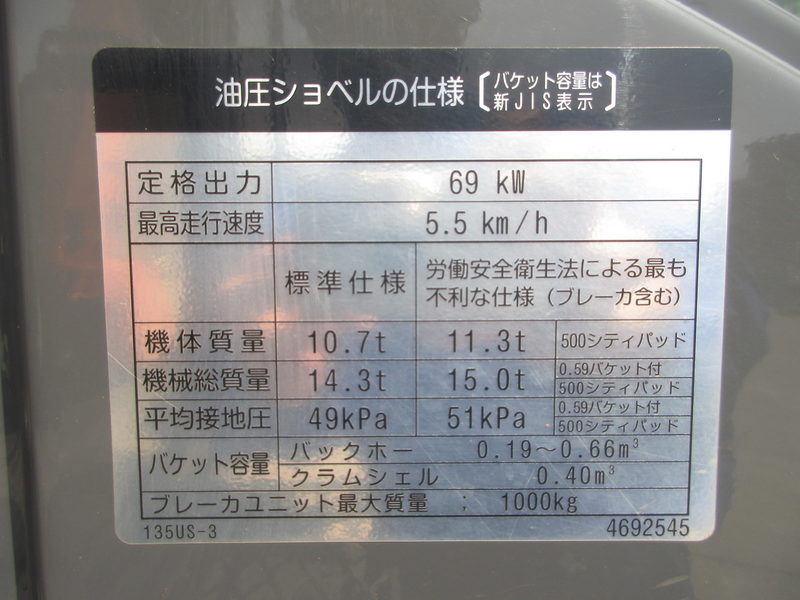 油圧ショベルの仕様〔バケット容量は
新JIS表示〕
定格出力 69 kW
最高走行速度 5.5 km/h
標準仕様 労働安全衛生法による最も
不利な仕様（ブレーカ含む）
機体質量 10.7t 11.3t 500シティパッド
機械総質量 14.3t 15.0t 0.59バケット付
500シティパッド
平均接地圧 49kPa 51kPa 0.59バケット付
500シティパッド
バケット容量 バックホー 0.19～0.66m³
クラムシェル 0.40m³
ブレーカユニット最大質量 ; 1000kg
135US-3 4692545